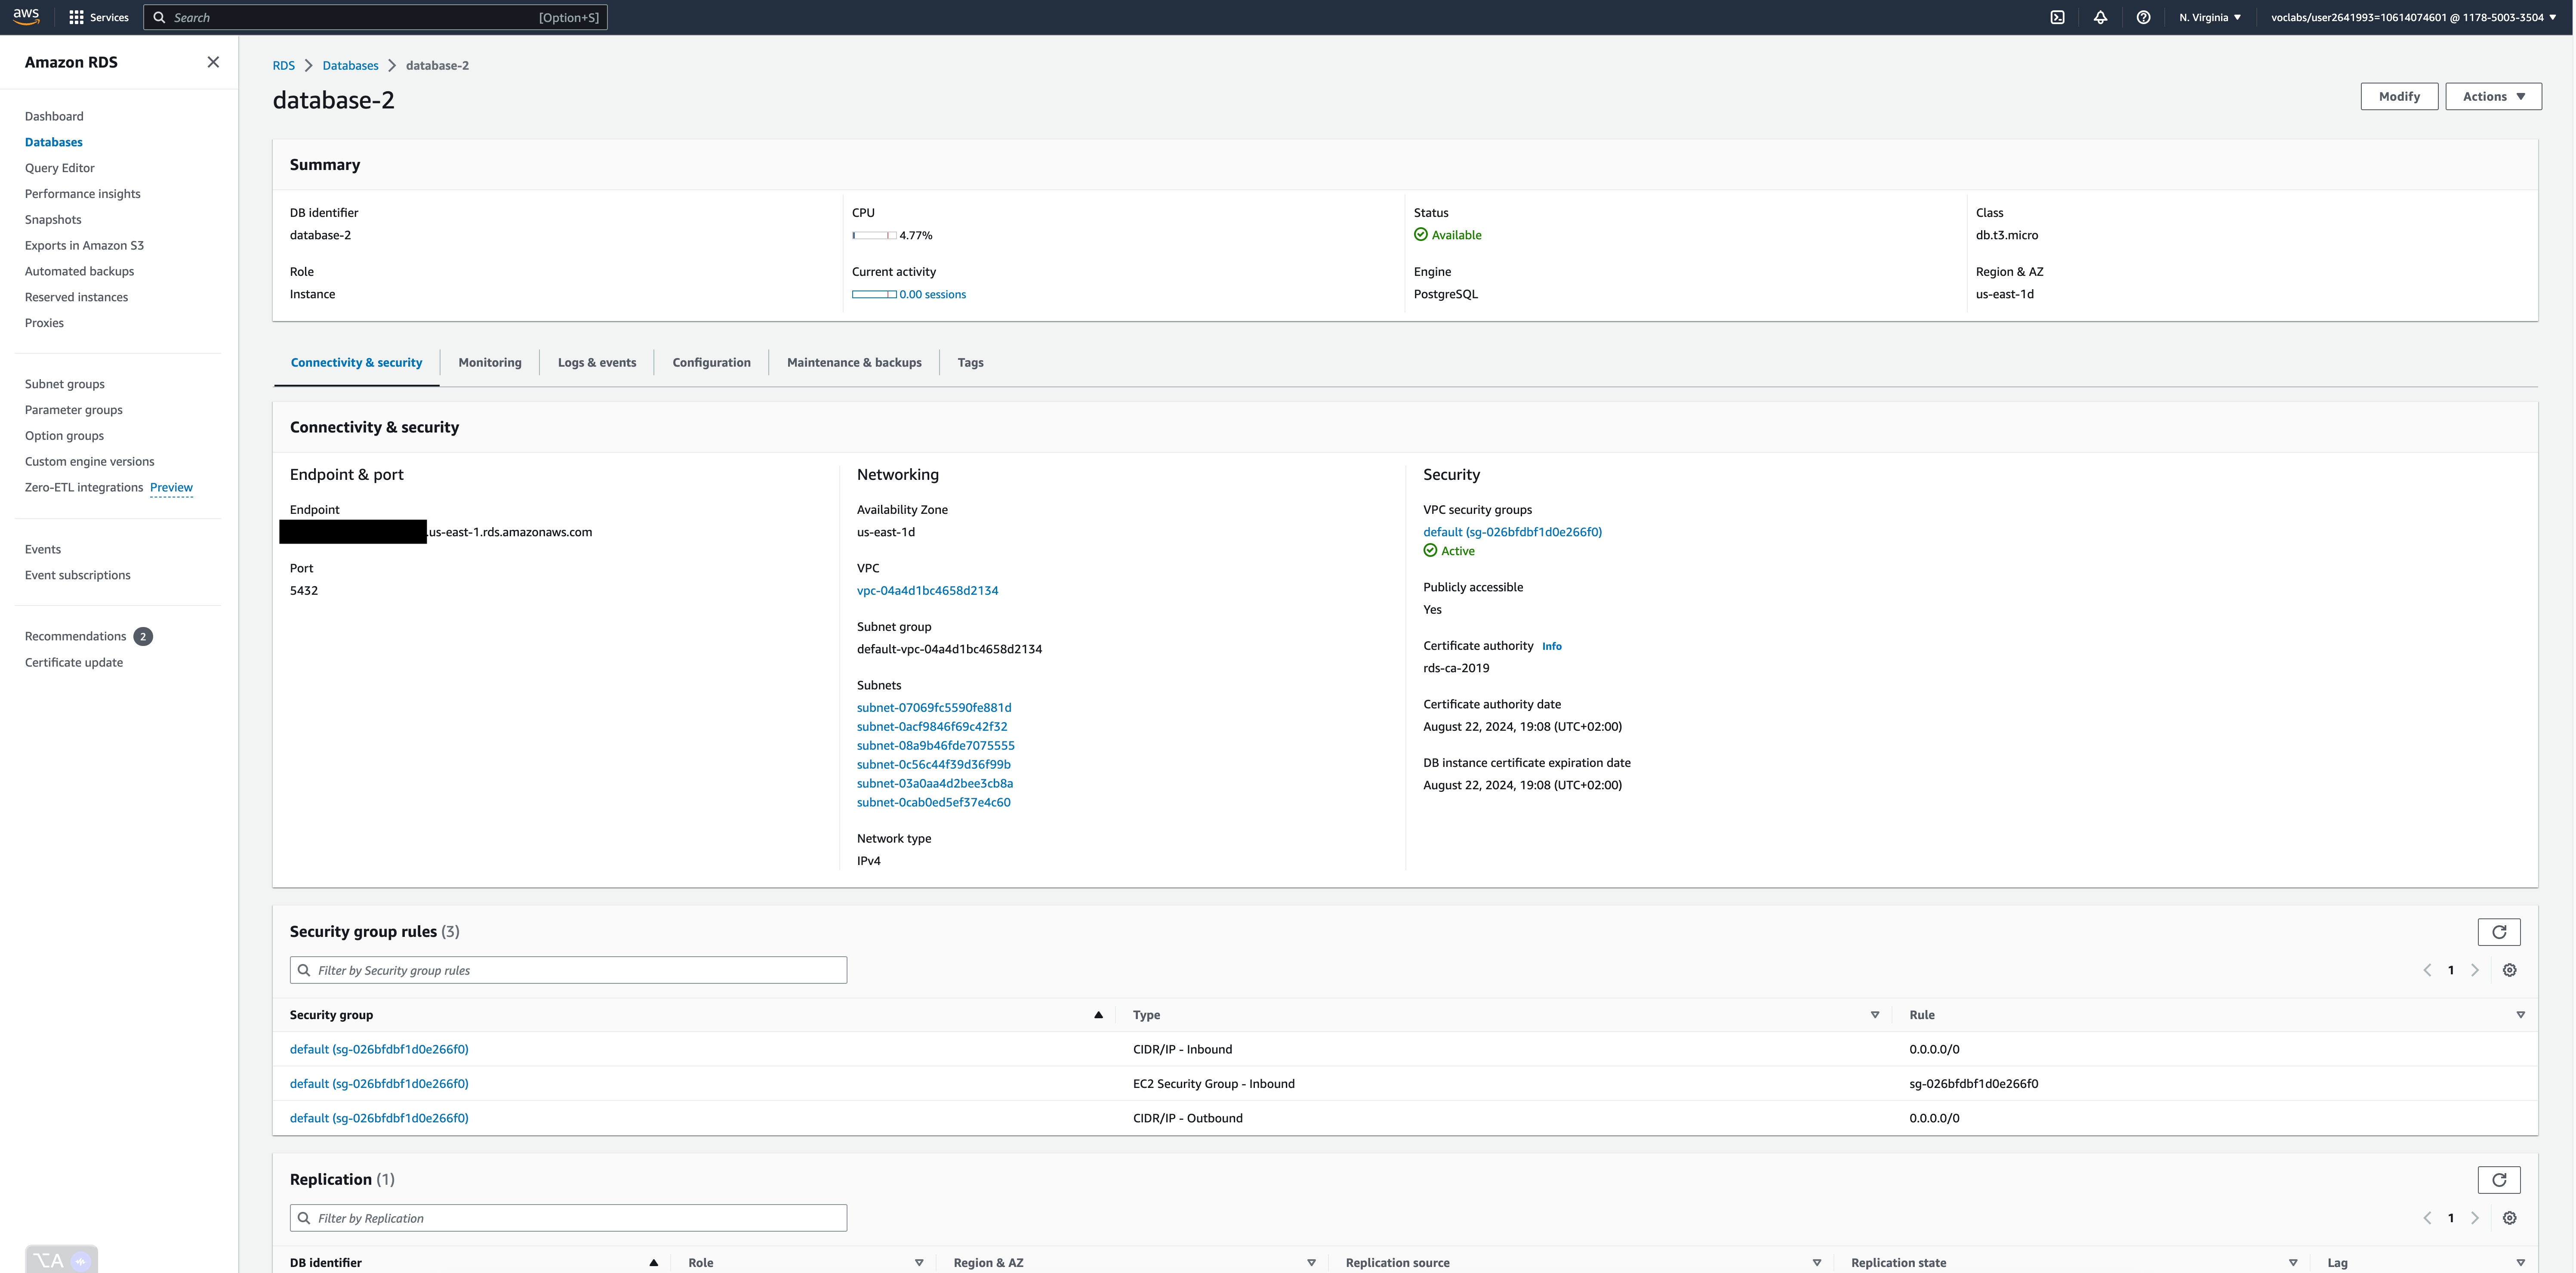 aws
Services
Search
[Option+S]
N. Virginia
voclabs/user2641993=10614074601 @ 1178-5003-3504
Amazon RDS
Dashboard
Databases
Query Editor
Performance insights
Snapshots
Exports in Amazon S3
Automated backups
Reserved instances
Proxies
Subnet groups
Parameter groups
Option groups
Custom engine versions
Zero-ETL integrations Preview
Events
Event subscriptions
Recommendations 2
Certificate update
RDS > Databases > database-2
database-2
Modify
Actions
Summary
DB identifier
database-2
Role
Instance
CPU
4.77%
Current activity
0.00 sessions
Status
Available
Engine
PostgreSQL
Class
db.t3.micro
Region & AZ
us-east-1d
Connectivity & security
Monitoring
Logs & events
Configuration
Maintenance & backups
Tags
Connectivity & security
Endpoint & port
Endpoint
.us-east-1.rds.amazonaws.com
Port
5432
Networking
Availability Zone
us-east-1d
VPC
vpc-04a4d1bc4658d2134
Subnet group
default-vpc-04a4d1bc4658d2134
Subnets
subnet-07069fc5590fe881d
subnet-0acf9846f69c42f32
subnet-08a9b46fde7075555
subnet-0c56c44f39d36f99b
subnet-03a0aa4d2bee3cb8a
subnet-0cab0ed5ef37e4c60
Network type
IPv4
Security
VPC security groups
default (sg-026bfdbf1d0e266f0)
Active
Publicly accessible
Yes
Certificate authority Info
rds-ca-2019
Certificate authority date
August 22, 2024, 19:08 (UTC+02:00)
DB instance certificate expiration date
August 22, 2024, 19:08 (UTC+02:00)
Security group rules (3)
Filter by Security group rules
1
Security group Type Rule
default (sg-026bfdbf1d0e266f0) CIDR/IP - Inbound 0.0.0.0/0
default (sg-026bfdbf1d0e266f0) EC2 Security Group - Inbound sg-026bfdbf1d0e266f0
default (sg-026bfdbf1d0e266f0) CIDR/IP - Outbound 0.0.0.0/0
Replication (1)
Filter by Replication
1
DB identifier Role Region & AZ Replication source Replication state Lag
⌥A